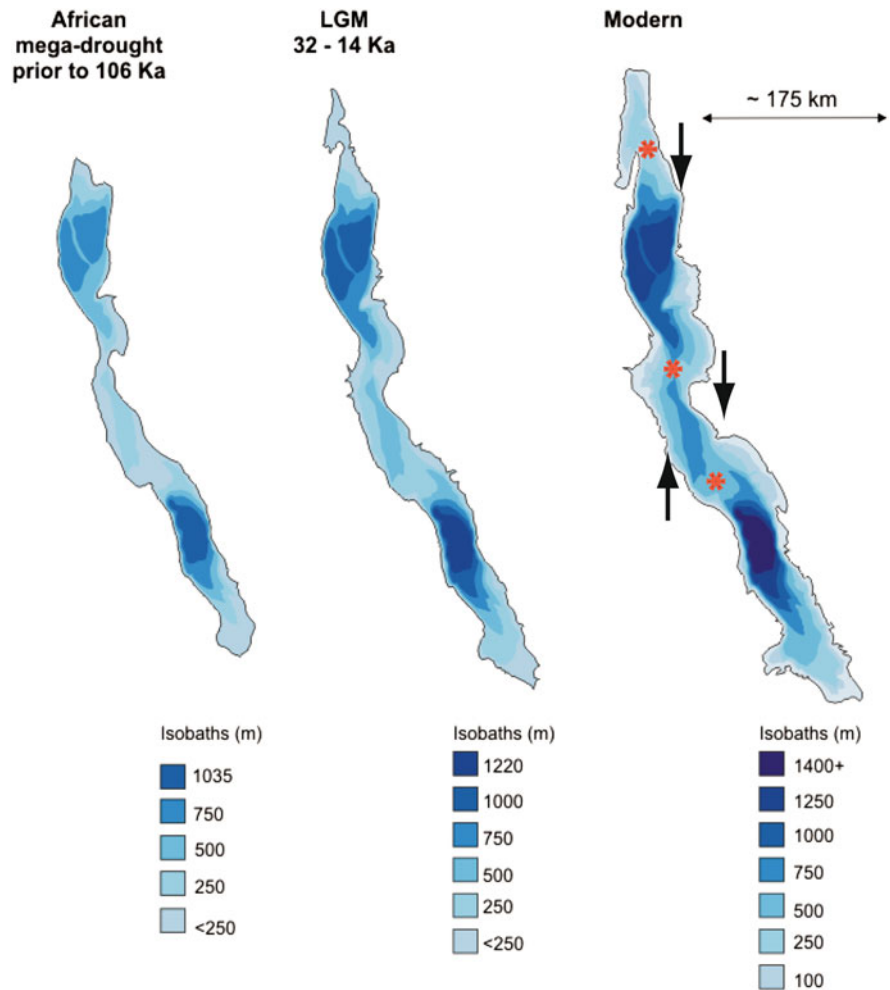 African
mega-drought
prior to 106 Ka
LGM
32 - 14 Ka
Modern
~ 175 km
Isobaths (m)
1035
750
500
250
<250
Isobaths (m)
1220
1000
750
500
250
<250
Isobaths (m)
1400+
1250
1000
750
500
250
100